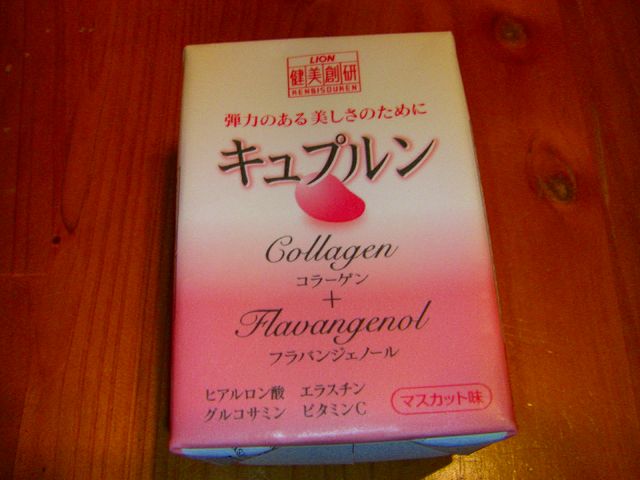 LION
健美創研
KENBISOUKEN
弾力のある美しさのために
キュプルン
Collagen
コラーゲン
+
Flavangenol
フラバンジェノール
ヒアルロン酸 エラスチン
グルコサミン ビタミンC
マスカット味